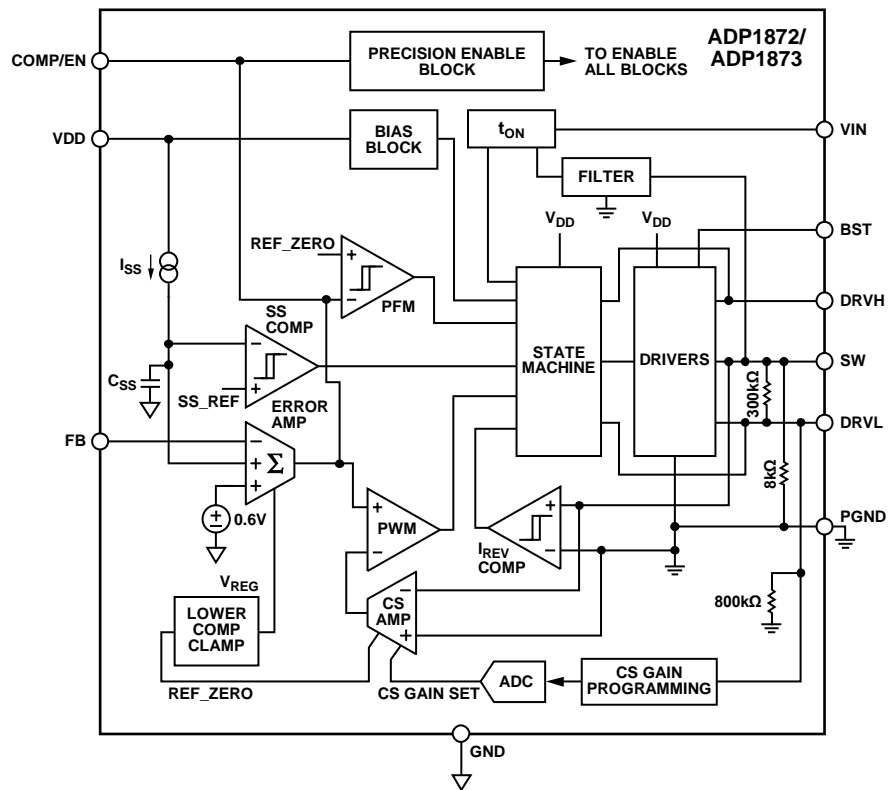 ADP1872/
ADP1873
COMP/EN
PRECISION ENABLE
BLOCK
TO ENABLE
ALL BLOCKS
VDD
BIAS
BLOCK
tON
VIN
FILTER
VDD
VDD
BST
REF_ZERO
+
–
PFM
ISS
DRVH
SS
COMP
–
+
STATE
MACHINE
DRIVERS
SW
CSS
SS_REF
300kΩ
ERROR
AMP
DRVL
FB
–
+
+
Σ
8kΩ
0.6V
+
–
+
–
PWM
+
–
IREV
COMP
PGND
VREG
LOWER
COMP
CLAMP
–
+
CS
AMP
800kΩ
REF_ZERO
CS GAIN SET
ADC
CS GAIN
PROGRAMMING
GND